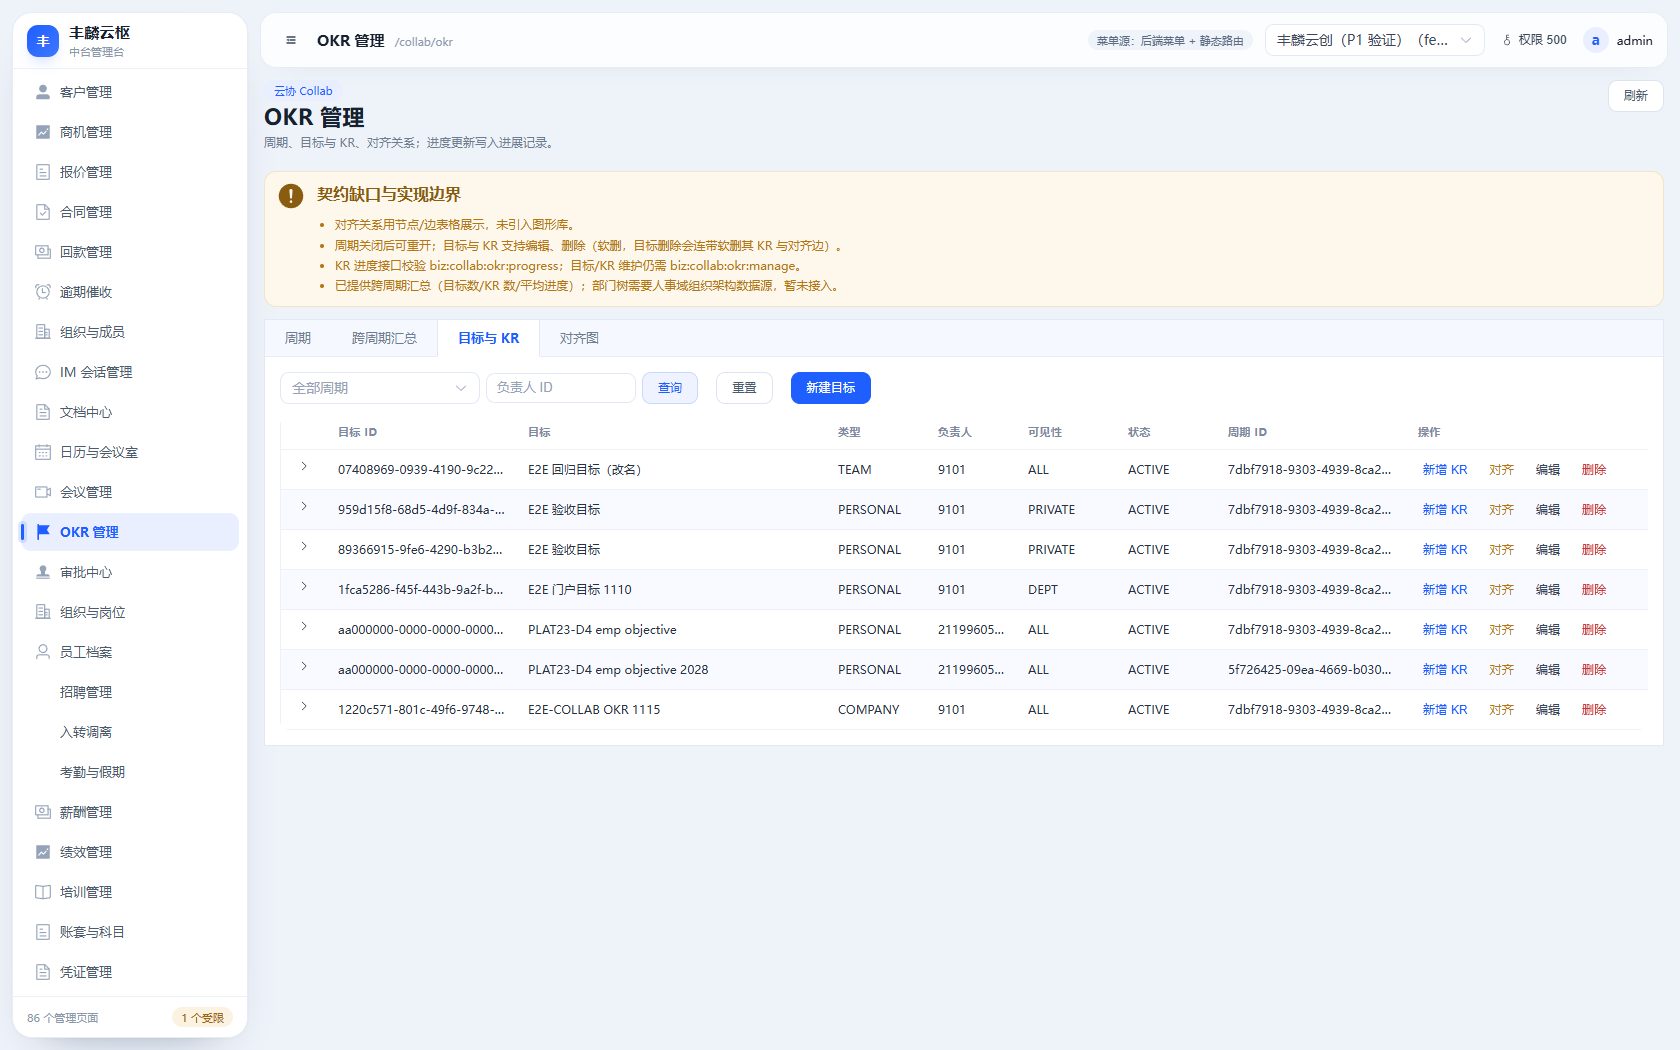 丰
丰麟云枢
中台管理台
客户管理
商机管理
报价管理
合同管理
回款管理
逾期催收
组织与成员
IM 会话管理
文档中心
日历与会议室
会议管理
OKR 管理
审批中心
组织与岗位
员工档案
招聘管理
入转调离
考勤与假期
薪酬管理
绩效管理
培训管理
账套与科目
凭证管理
86 个管理页面
1 个受限
OKR 管理 /collab/okr
菜单源：后端菜单 + 静态路由
丰麟云创（P1 验证）（fe...
权限 500
a admin
云协 Collab
OKR 管理
周期、目标与 KR、对齐关系；进度更新写入进展记录。
刷新
契约缺口与实现边界
• 对齐关系用节点/边表格展示，未引入图形库。
• 周期关闭后可重开；目标与 KR 支持编辑、删除（软删，目标删除会连带软删其 KR 与对齐边）。
• KR 进度接口校验 biz:collab:okr:progress；目标/KR 维护仍需 biz:collab:okr:manage。
• 已提供跨周期汇总（目标数/KR 数/平均进度）；部门树需要人事域组织架构数据源，暂未接入。
周期 跨周期汇总 目标与 KR 对齐图
全部周期 负责人 ID 查询 重置 新建目标
目标 ID 目标 类型 负责人 可见性 状态 周期 ID 操作
07408969-0939-4190-9c22... E2E 回归目标（改名） TEAM 9101 ALL ACTIVE 7dbf7918-9303-4939-8ca2... 新增 KR 对齐 编辑 删除
959d15f8-68d5-4d9f-834a-... E2E 验收目标 PERSONAL 9101 PRIVATE ACTIVE 7dbf7918-9303-4939-8ca2... 新增 KR 对齐 编辑 删除
89366915-9fe6-4290-b3b2... E2E 验收目标 PERSONAL 9101 PRIVATE ACTIVE 7dbf7918-9303-4939-8ca2... 新增 KR 对齐 编辑 删除
1fca5286-f45f-443b-9a2f-b... E2E 门户目标 1110 PERSONAL 9101 DEPT ACTIVE 7dbf7918-9303-4939-8ca2... 新增 KR 对齐 编辑 删除
aa000000-0000-0000-0000... PLAT23-D4 emp objective PERSONAL 21199605... ALL ACTIVE 7dbf7918-9303-4939-8ca2... 新增 KR 对齐 编辑 删除
aa000000-0000-0000-0000... PLAT23-D4 emp objective 2028 PERSONAL 21199605... ALL ACTIVE 5f726425-09ea-4669-b030... 新增 KR 对齐 编辑 删除
1220c571-801c-49f6-9748-... E2E-COLLAB OKR 1115 COMPANY 9101 ALL ACTIVE 7dbf7918-9303-4939-8ca2... 新增 KR 对齐 编辑 删除